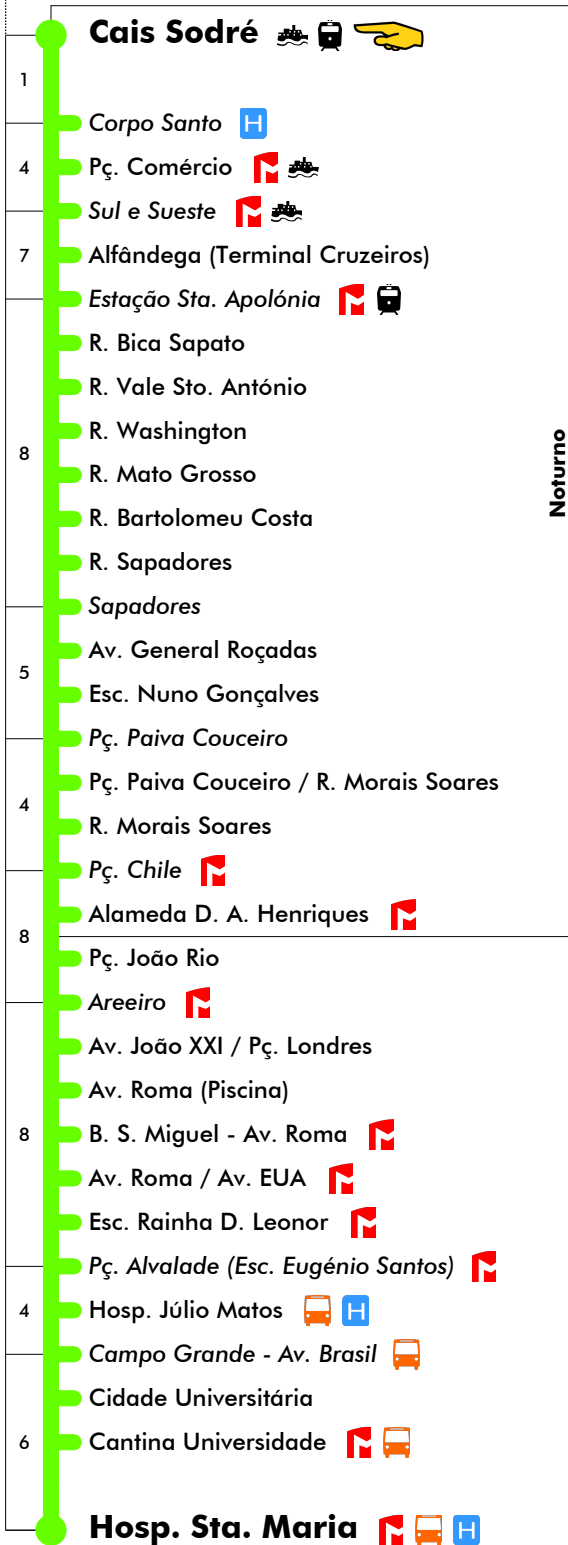 Cais Sodré
1
Corpo Santo H
4
Pç. Comércio
Sul e Sueste
7
Alfândega (Terminal Cruzeiros)
Estação Sta. Apolónia
R. Bica Sapato
R. Vale Sto. António
R. Washington
8
R. Mato Grosso
R. Bartolomeu Costa
R. Sapadores
Sapadores
Av. General Roçadas
5
Esc. Nuno Gonçalves
Pç. Paiva Couceiro
Pç. Paiva Couceiro / R. Morais Soares
4
R. Morais Soares
Pç. Chile
Alameda D. A. Henriques
8
Pç. João Rio
Areeiro
Av. João XXI / Pç. Londres
Av. Roma (Piscina)
8
B. S. Miguel - Av. Roma
Av. Roma / Av. EUA
Esc. Rainha D. Leonor
Pç. Alvalade (Esc. Eugénio Santos)
4
Hosp. Júlio Matos H
Campo Grande - Av. Brasil
Cidade Universitária
6
Cantina Universidade
Hosp. Sta. Maria H
Noturno